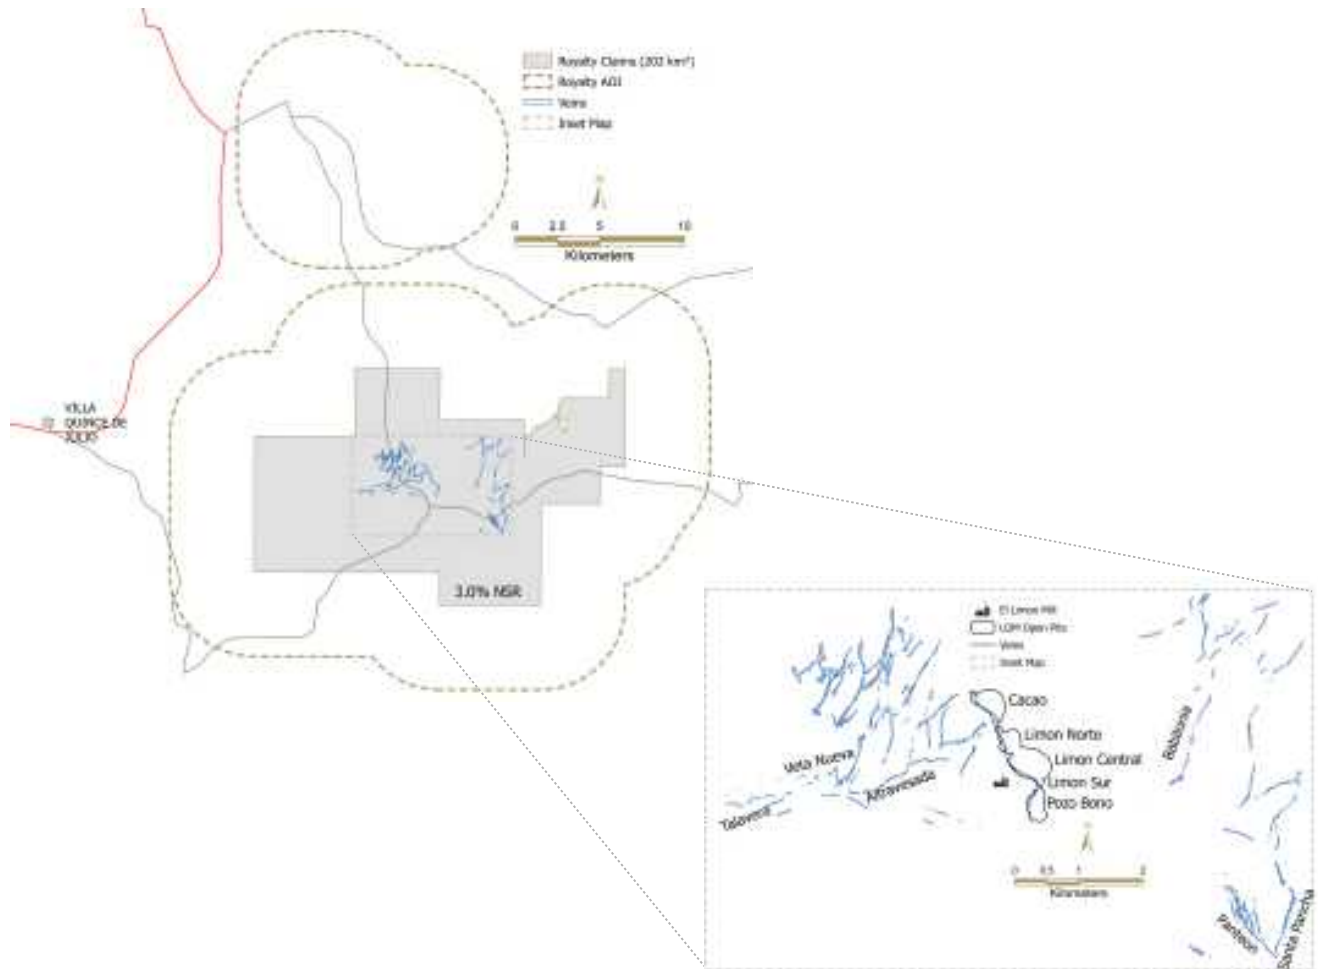 Royalty Claims (202 km²)
Royalty AOI
Veins
Inset Map
0 2.5 5 10
Kilometers
VILLA
QUINCE DE
JULIO
3.0% NSR
El Limon Mill
LOM Open Pits
Veins
Inset Map
Cacao
Limon Norte
Limon Central
Limon Sur
Pozo Bono
Babilonia
Veta Nueva
Atravesada
Talavera
0 0.5 1 2
Kilometers
Panteon
Santa Pancha